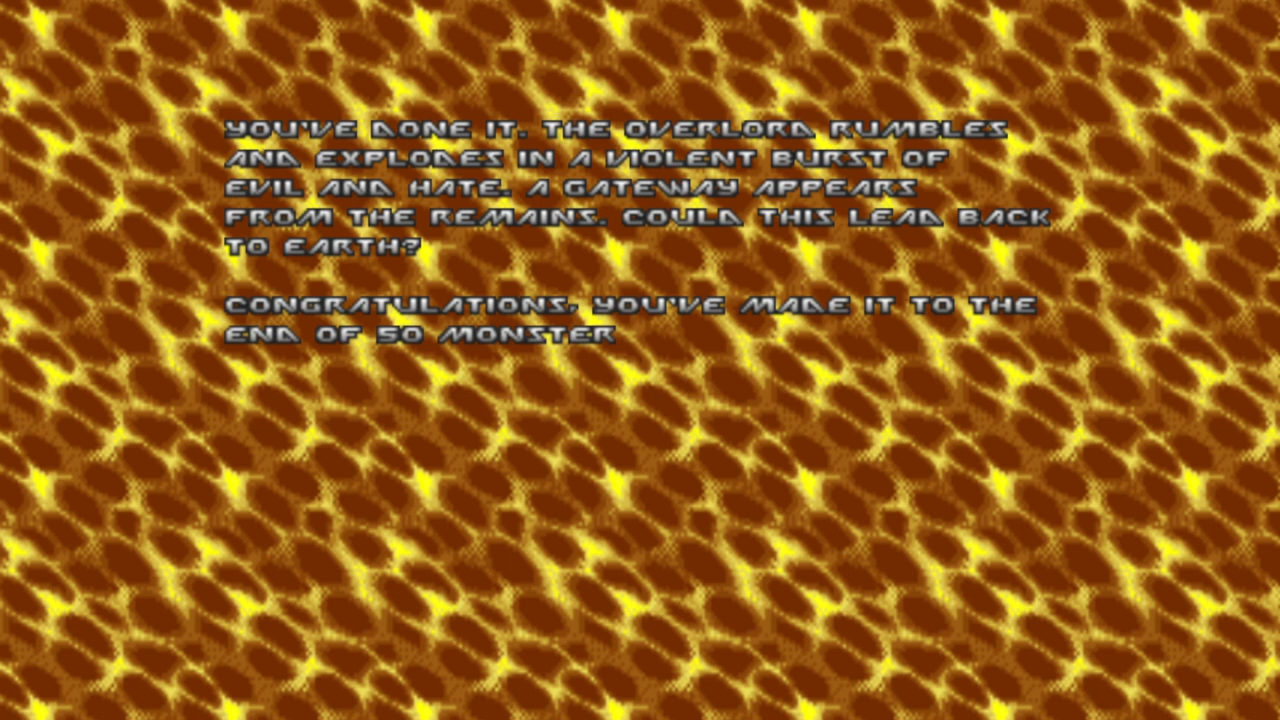 YOU'VE DONE IT. THE OVERLORD RUMBLES
AND EXPLODES IN A VIOLENT BURST OF
EVIL AND HATE. A GATEWAY APPEARS
FROM THE REMAINS. COULD THIS LEAD BACK
TO EARTH?
CONGRATULATIONS, YOU'VE MADE IT TO THE
END OF 50 MONSTER